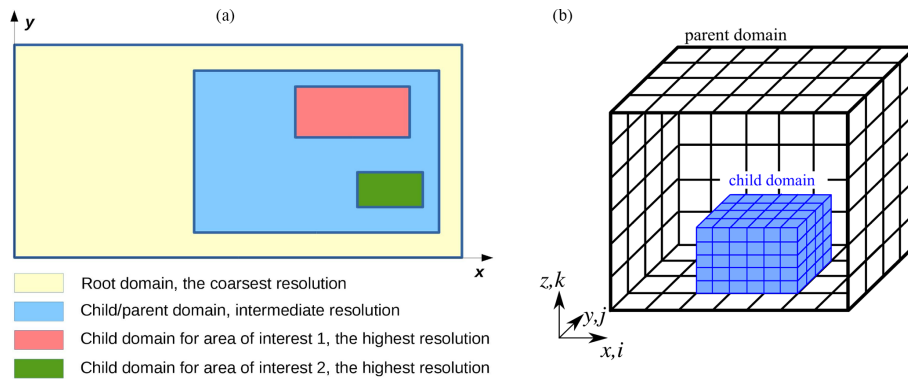 (a)
y
x
Root domain, the coarsest resolution
Child/parent domain, intermediate resolution
Child domain for area of interest 1, the highest resolution
Child domain for area of interest 2, the highest resolution
(b)
parent domain
child domain
z,k
y,j
x,i